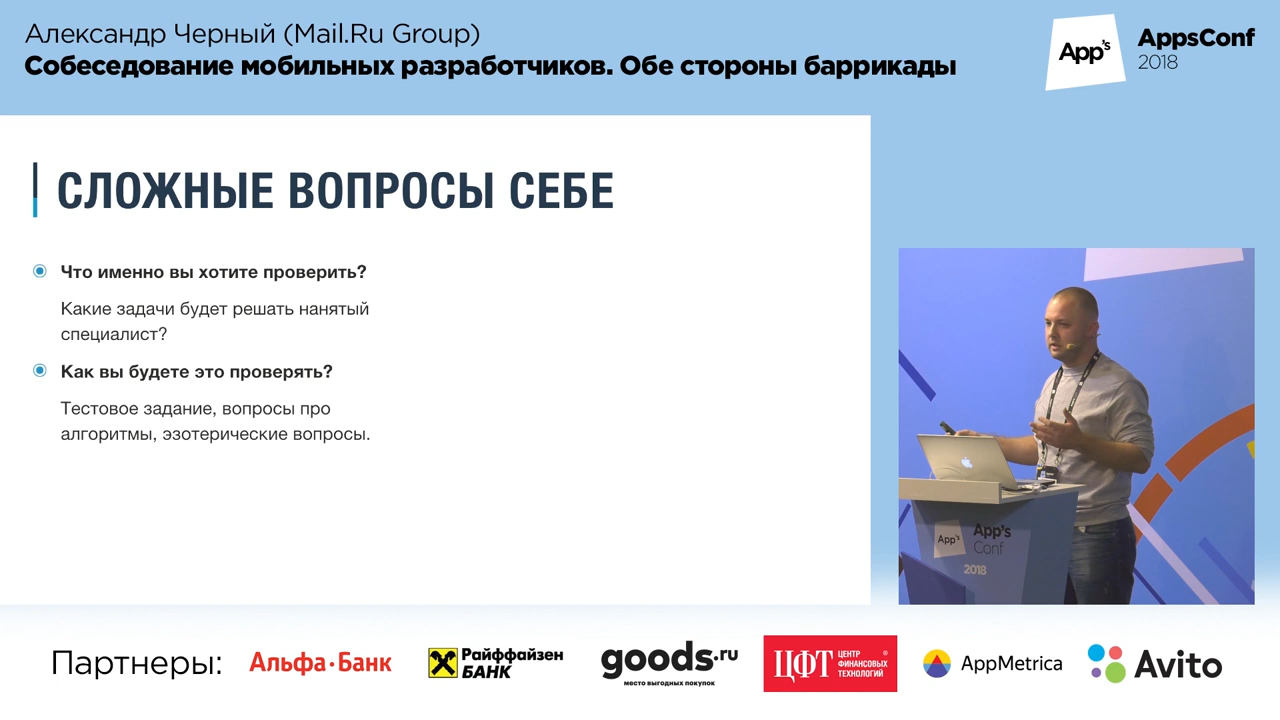 Александр Черный (Mail.Ru Group)
Собеседование мобильных разработчиков. Обе стороны баррикады
App's
AppsConf
2018
СЛОЖНЫЕ ВОПРОСЫ СЕБЕ
Что именно вы хотите проверить?
Какие задачи будет решать нанятый
специалист?
Как вы будете это проверять?
Тестовое задание, вопросы про
алгоритмы, эзотерические вопросы.
App's
App's
Conf
2018
Партнеры:
Альфа·Банк
Райффайзен
БАНК
goods.ru
место выгодных покупок
ЦФТ
ЦЕНТР
ФИНАНСОВЫХ
ТЕХНОЛОГИЙ
®
AppMetrica
Avito